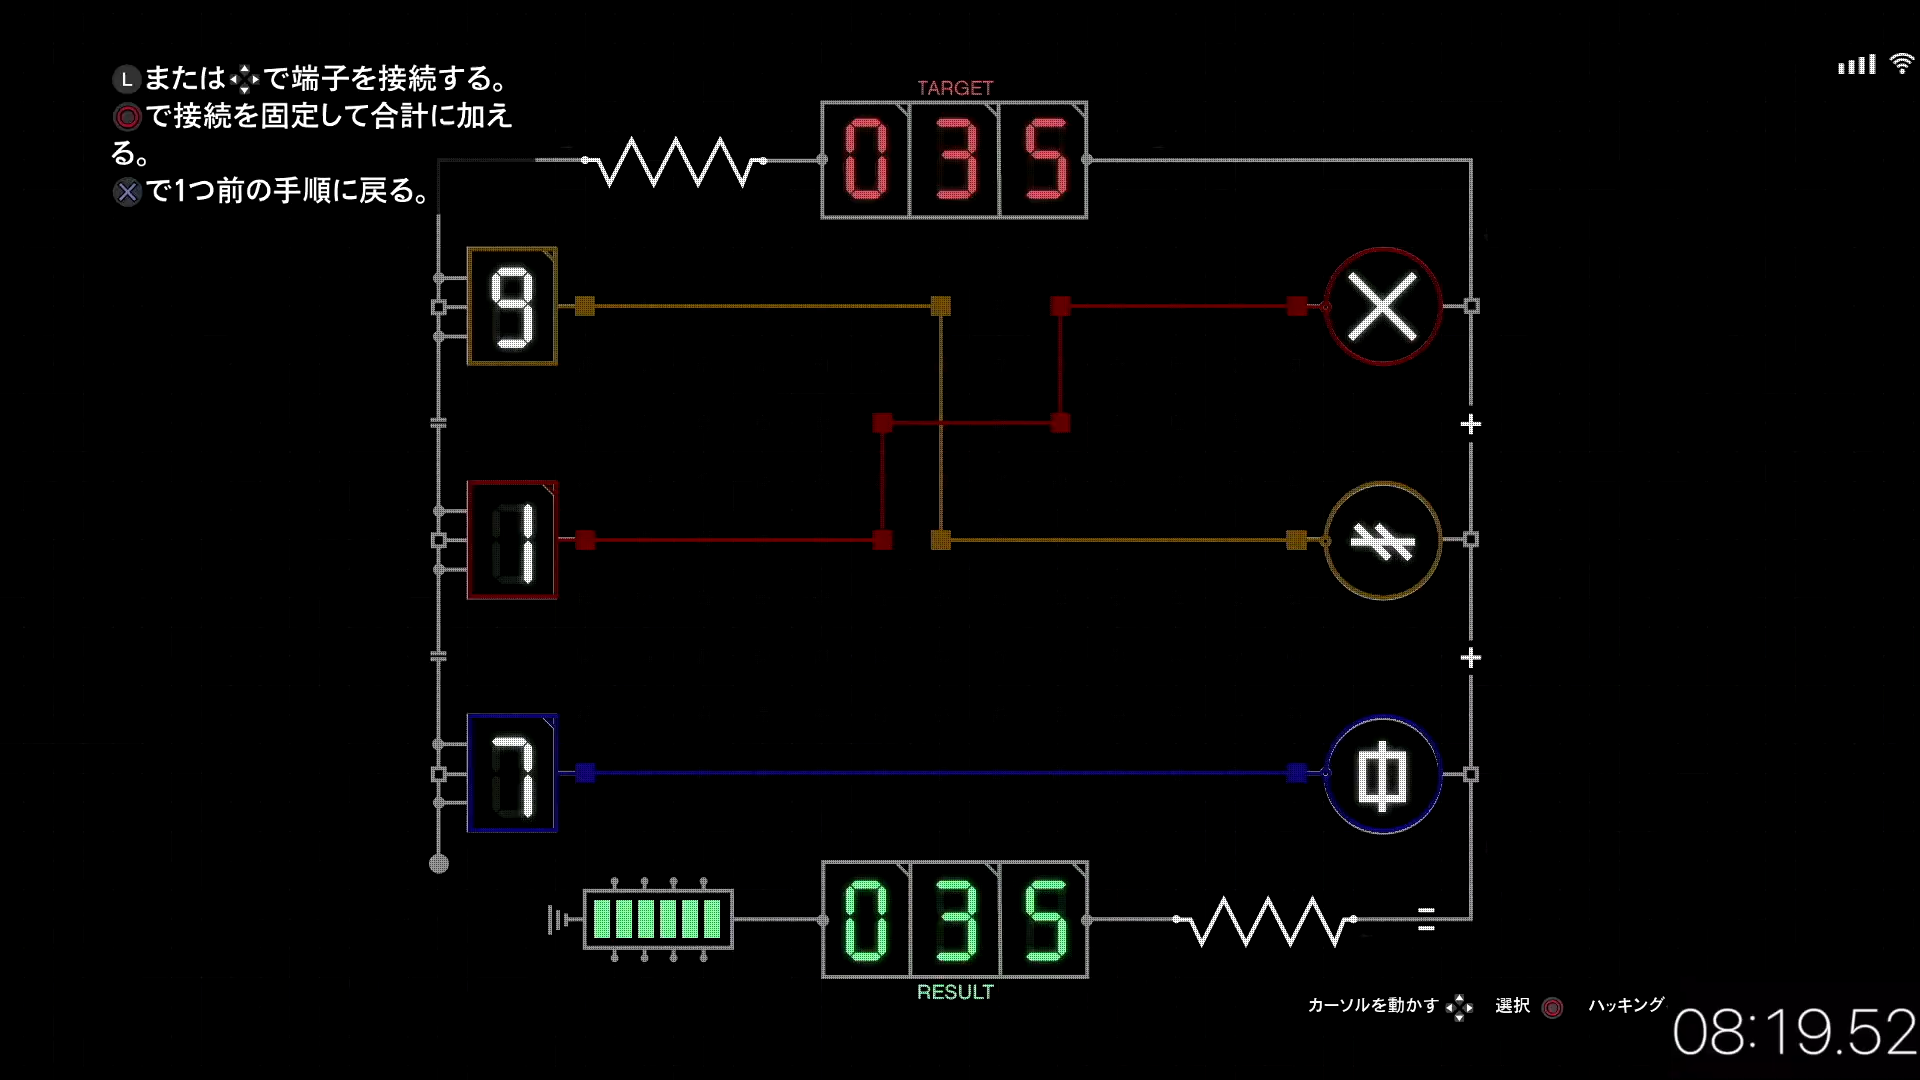 Ⓛまたはで端子を接続する。
◎で接続を固定して合計に加え
る。
⊗で1つ前の手順に戻る。
TARGET
035
9
×
+
1
+
7
035
=
RESULT
カーソルを動かす 選択 ハッキング
08:19.52